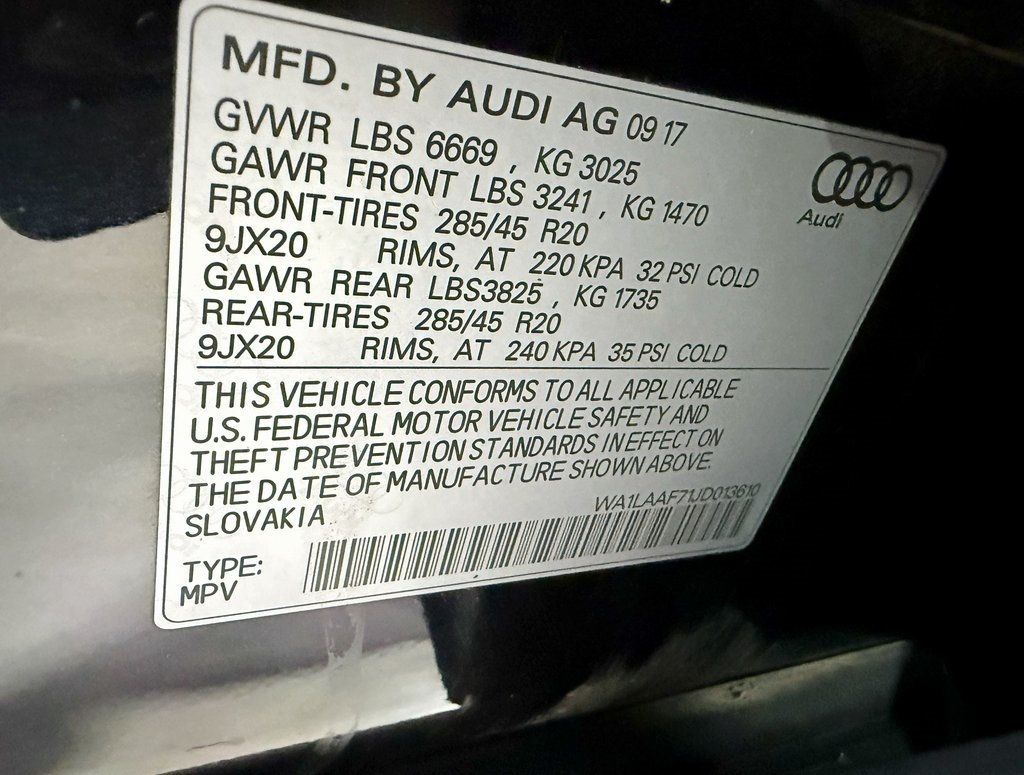 MFD. BY AUDI AG 09 17
GVWR LBS 6669 , KG 3025
GAWR FRONT LBS 3241 , KG 1470
FRONT-TIRES 285/45 R20
9JX20 RIMS, AT 220 KPA 32 PSI COLD
GAWR REAR LBS3825 , KG 1735
REAR-TIRES 285/45 R20
9JX20 RIMS, AT 240 KPA 35 PSI COLD
Audi
THIS VEHICLE CONFORMS TO ALL APPLICABLE
U.S. FEDERAL MOTOR VEHICLE SAFETY AND
THEFT PREVENTION STANDARDS IN EFFECT ON
THE DATE OF MANUFACTURE SHOWN ABOVE.
SLOVAKIA
WA1LAAF71JD013610
TYPE:
MPV